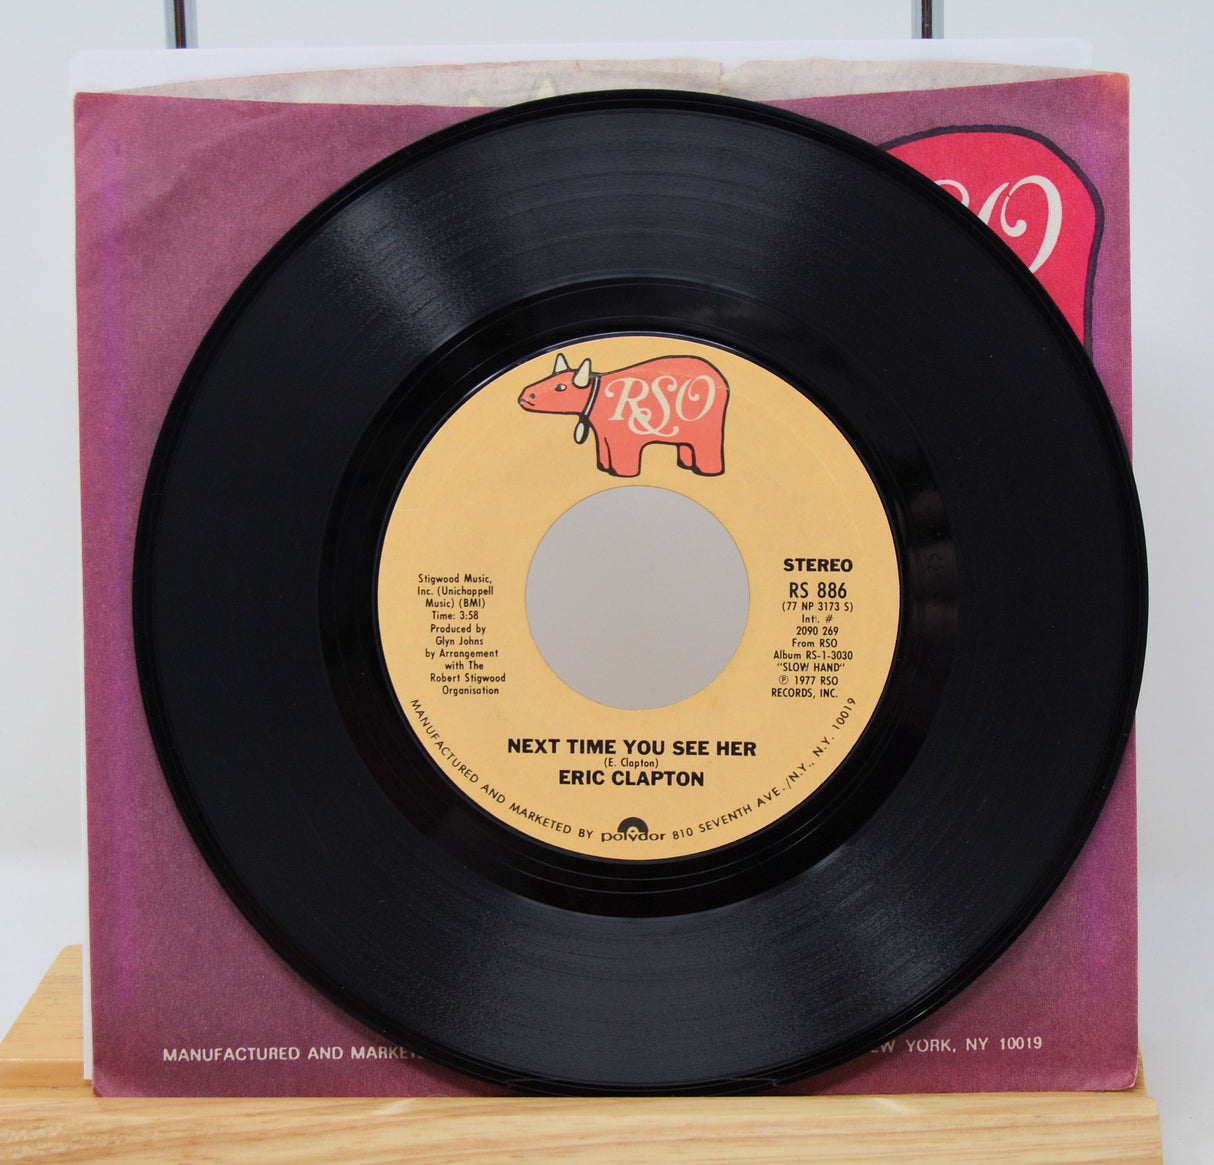 RSO
STEREO
RS 886
(77 NP 3173 S)
Intl. #
2090 269
From RSO
Album RS-1-3030
"SLOW HAND"
℗ 1977 RSO
RECORDS, INC.
Stigwood Music,
Inc. (Unichappell
Music) (BMI)
Time: 3:58
Produced by
Glyn Johns
by Arrangement
with The
Robert Stigwood
Organisation
NEXT TIME YOU SEE HER
(E. Clapton)
ERIC CLAPTON
MANUFACTURED AND MARKETED BY polydor 810 SEVENTH AVE./N.Y., N.Y. 10019
MANUFACTURED AND YORK, NY 10019